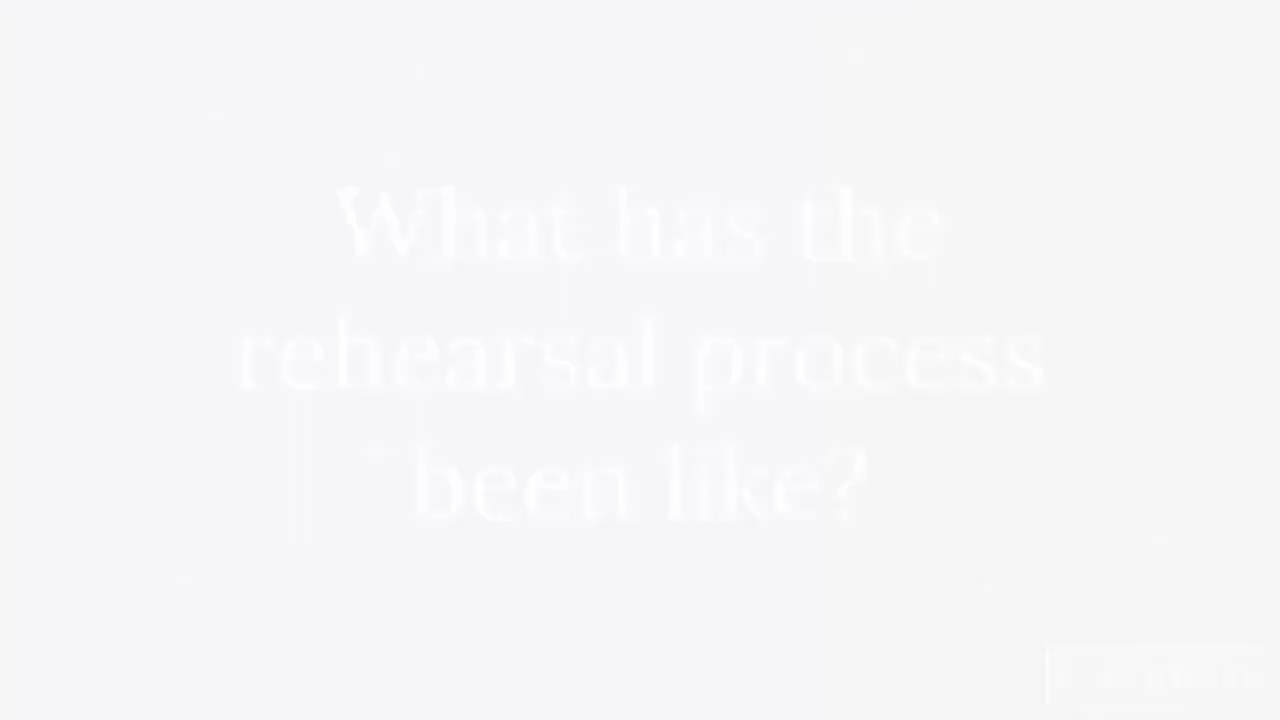 What has the
rehearsal process
been like?